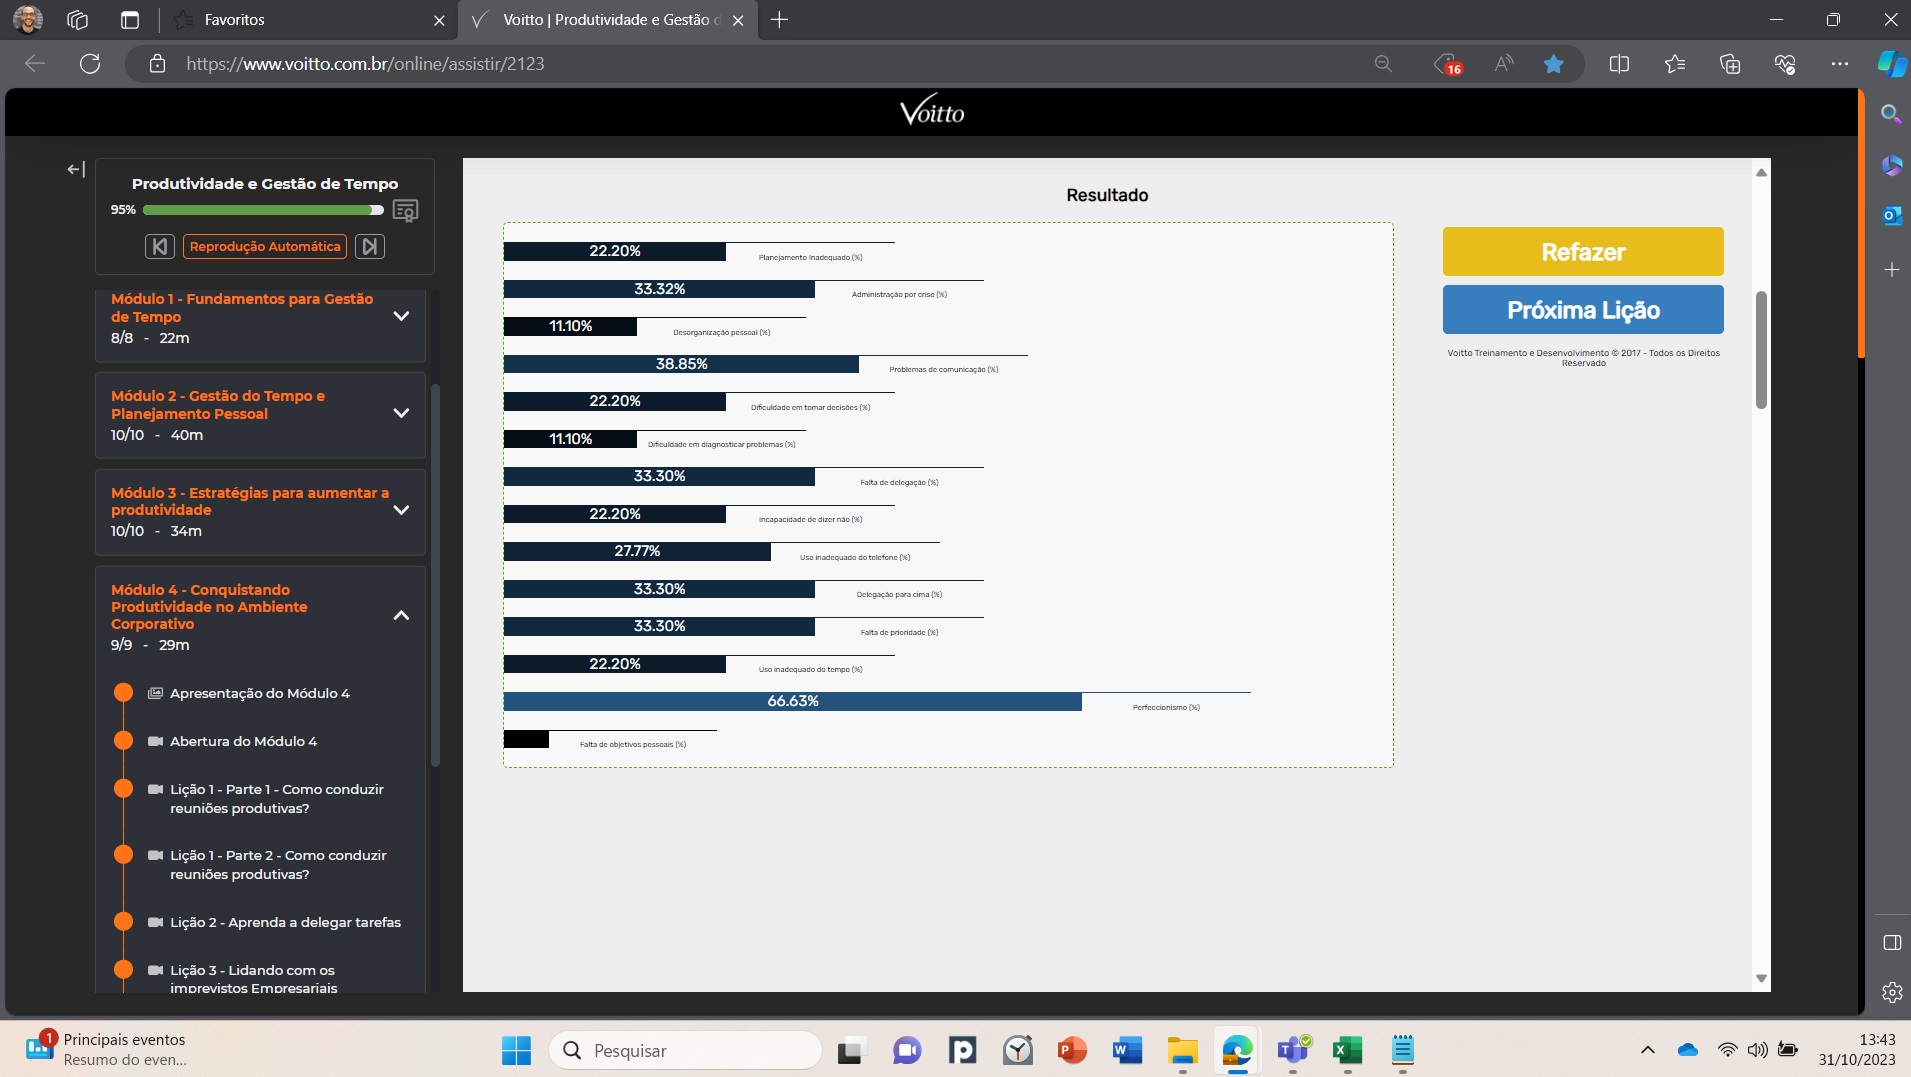 Favoritos
Voitto | Produtividade e Gestão d
https://www.voitto.com.br/online/assistir/2123
16
Voitto
Produtividade e Gestão de Tempo
95%
Reprodução Automática
Módulo 1 - Fundamentos para Gestão
de Tempo
8/8 - 22m
Módulo 2 - Gestão do Tempo e
Planejamento Pessoal
10/10 - 40m
Módulo 3 - Estratégias para aumentar a
produtividade
10/10 - 34m
Módulo 4 - Conquistando
Produtividade no Ambiente
Corporativo
9/9 - 29m
Apresentação do Módulo 4
Abertura do Módulo 4
Lição 1 - Parte 1 - Como conduzir
reuniões produtivas?
Lição 1 - Parte 2 - Como conduzir
reuniões produtivas?
Lição 2 - Aprenda a delegar tarefas
Lição 3 - Lidando com os
imprevistos Empresariais
Resultado
22.20%
Planejamento Inadequado (%)
33.32%
Administração por crise (%)
11.10%
Desorganização pessoal (%)
38.85%
Problemas de comunicação (%)
22.20%
Dificuldade em tomar decisões (%)
11.10%
Dificuldade em diagnosticar problemas (%)
33.30%
Falta de delegação (%)
22.20%
Incapacidade de dizer não (%)
27.77%
Uso inadequado do telefone (%)
33.30%
Delegação para cima (%)
33.30%
Falta de prioridade (%)
22.20%
Uso inadequado do tempo (%)
66.63%
Perfeccionismo (%)
Falta de objetivos pessoais (%)
Refazer
Próxima Lição
Voitto Treinamento e Desenvolvimento © 2017 - Todos os Direitos
Reservado
1
Principais eventos
Resumo do even...
Pesquisar
13:43
31/10/2023